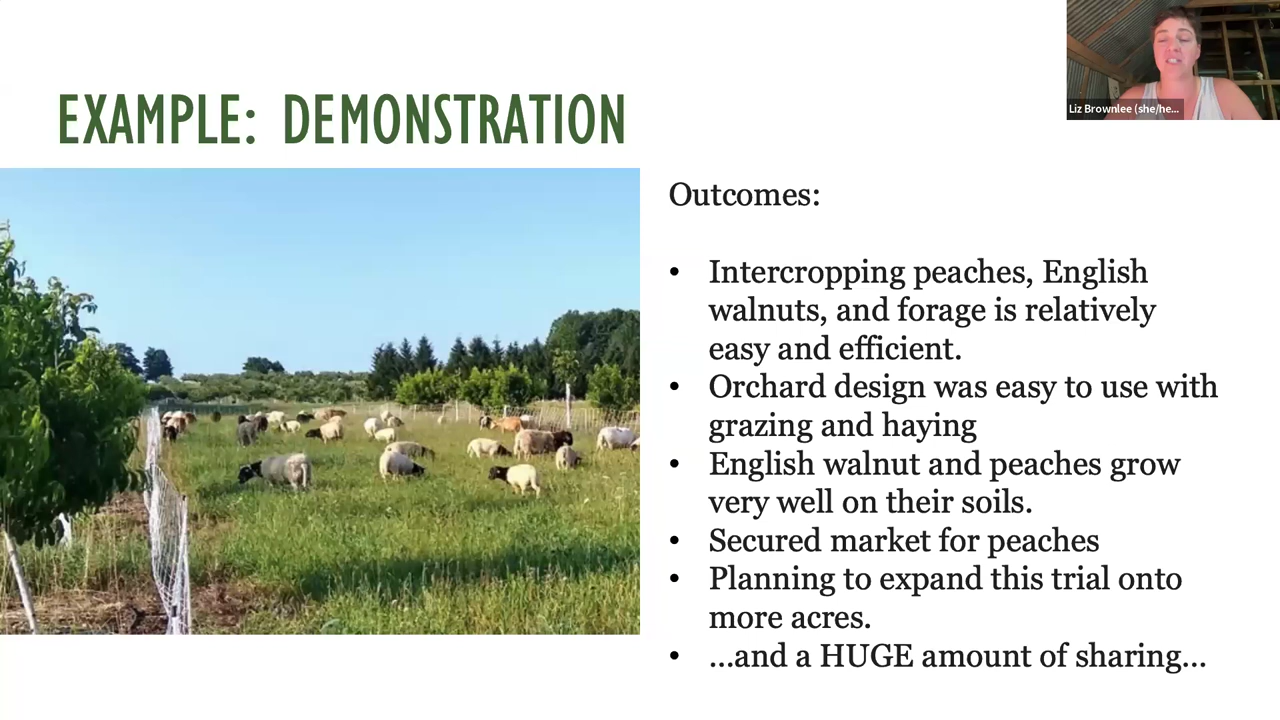 Liz Brownlee (she/he...
EXAMPLE: DEMONSTRATION
Outcomes:
• Intercropping peaches, English
walnuts, and forage is relatively
easy and efficient.
• Orchard design was easy to use with
grazing and haying
• English walnut and peaches grow
very well on their soils.
• Secured market for peaches
• Planning to expand this trial onto
more acres.
• ...and a HUGE amount of sharing...